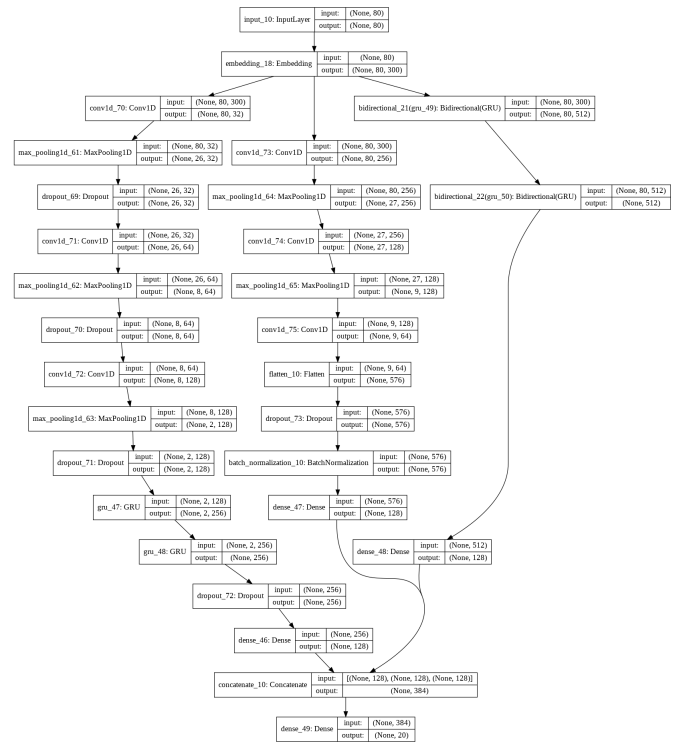 input_10: InputLayer input: (None, 80)
output: (None, 80)
embedding_18: Embedding input: (None, 80)
output: (None, 80, 300)
conv1d_70: Conv1D input: (None, 80, 300)
output: (None, 80, 32)
bidirectional_21(gru_49): Bidirectional(GRU) input: (None, 80, 300)
output: (None, 80, 512)
max_pooling1d_61: MaxPooling1D input: (None, 80, 32)
output: (None, 26, 32)
conv1d_73: Conv1D input: (None, 80, 300)
output: (None, 80, 256)
dropout_69: Dropout input: (None, 26, 32)
output: (None, 26, 32)
max_pooling1d_64: MaxPooling1D input: (None, 80, 256)
output: (None, 27, 256)
bidirectional_22(gru_50): Bidirectional(GRU) input: (None, 80, 512)
output: (None, 512)
conv1d_71: Conv1D input: (None, 26, 32)
output: (None, 26, 64)
conv1d_74: Conv1D input: (None, 27, 256)
output: (None, 27, 128)
max_pooling1d_62: MaxPooling1D input: (None, 26, 64)
output: (None, 8, 64)
max_pooling1d_65: MaxPooling1D input: (None, 27, 128)
output: (None, 9, 128)
dropout_70: Dropout input: (None, 8, 64)
output: (None, 8, 64)
conv1d_75: Conv1D input: (None, 9, 128)
output: (None, 9, 64)
conv1d_72: Conv1D input: (None, 8, 64)
output: (None, 8, 128)
flatten_10: Flatten input: (None, 9, 64)
output: (None, 576)
max_pooling1d_63: MaxPooling1D input: (None, 8, 128)
output: (None, 2, 128)
dropout_73: Dropout input: (None, 576)
output: (None, 576)
dropout_71: Dropout input: (None, 2, 128)
output: (None, 2, 128)
batch_normalization_10: BatchNormalization input: (None, 576)
output: (None, 576)
gru_47: GRU input: (None, 2, 128)
output: (None, 2, 256)
dense_47: Dense input: (None, 576)
output: (None, 128)
gru_48: GRU input: (None, 2, 256)
output: (None, 256)
dense_48: Dense input: (None, 512)
output: (None, 128)
dropout_72: Dropout input: (None, 256)
output: (None, 256)
dense_46: Dense input: (None, 256)
output: (None, 128)
concatenate_10: Concatenate input: [(None, 128), (None, 128), (None, 128)]
output: (None, 384)
dense_49: Dense input: (None, 384)
output: (None, 20)